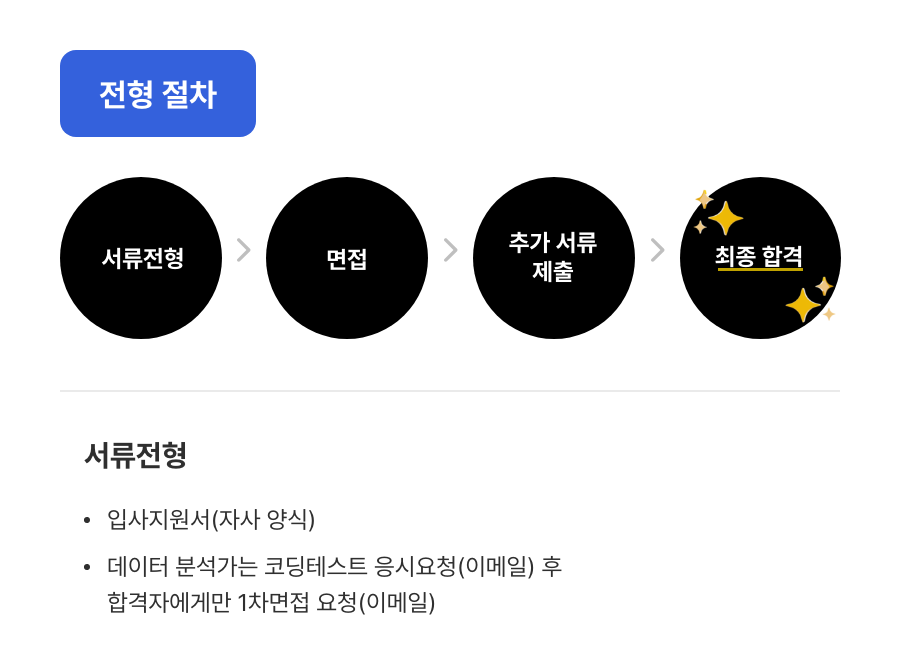 전형 절차
서류전형
면접
추가 서류
제출
최종 합격
서류전형
• 입사지원서(자사 양식)
• 데이터 분석가는 코딩테스트 응시요청(이메일) 후
합격자에게만 1차면접 요청(이메일)